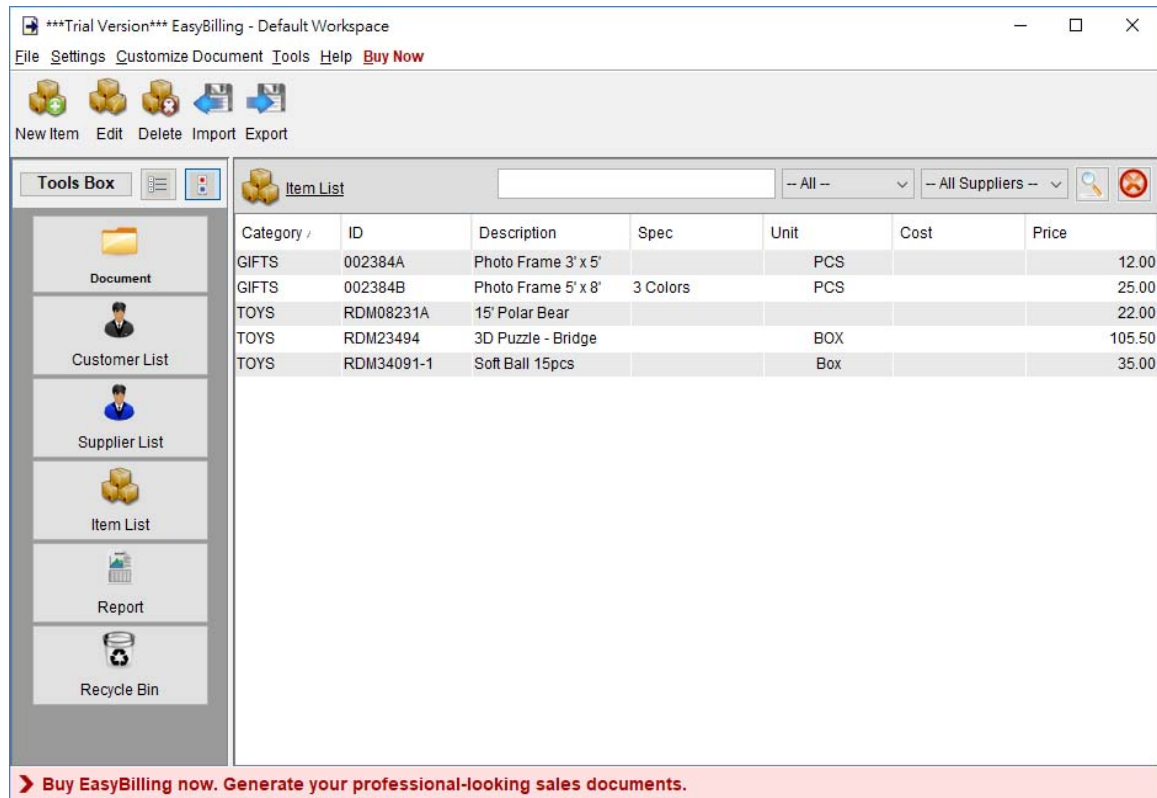 ***Trial Version*** EasyBilling - Default Workspace
File Settings Customize Document Tools Help Buy Now
New Item Edit Delete Import Export
Tools Box
Item List -- All -- -- All Suppliers --
Document
Customer List
Supplier List
Item List
Report
Recycle Bin
Category ID Description Spec Unit Cost Price
GIFTS 002384A Photo Frame 3' x 5' PCS 12.00
GIFTS 002384B Photo Frame 5' x 8' 3 Colors PCS 25.00
TOYS RDM08231A 15' Polar Bear 22.00
TOYS RDM23494 3D Puzzle - Bridge BOX 105.50
TOYS RDM34091-1 Soft Ball 15pcs Box 35.00
Buy EasyBilling now. Generate your professional-looking sales documents.